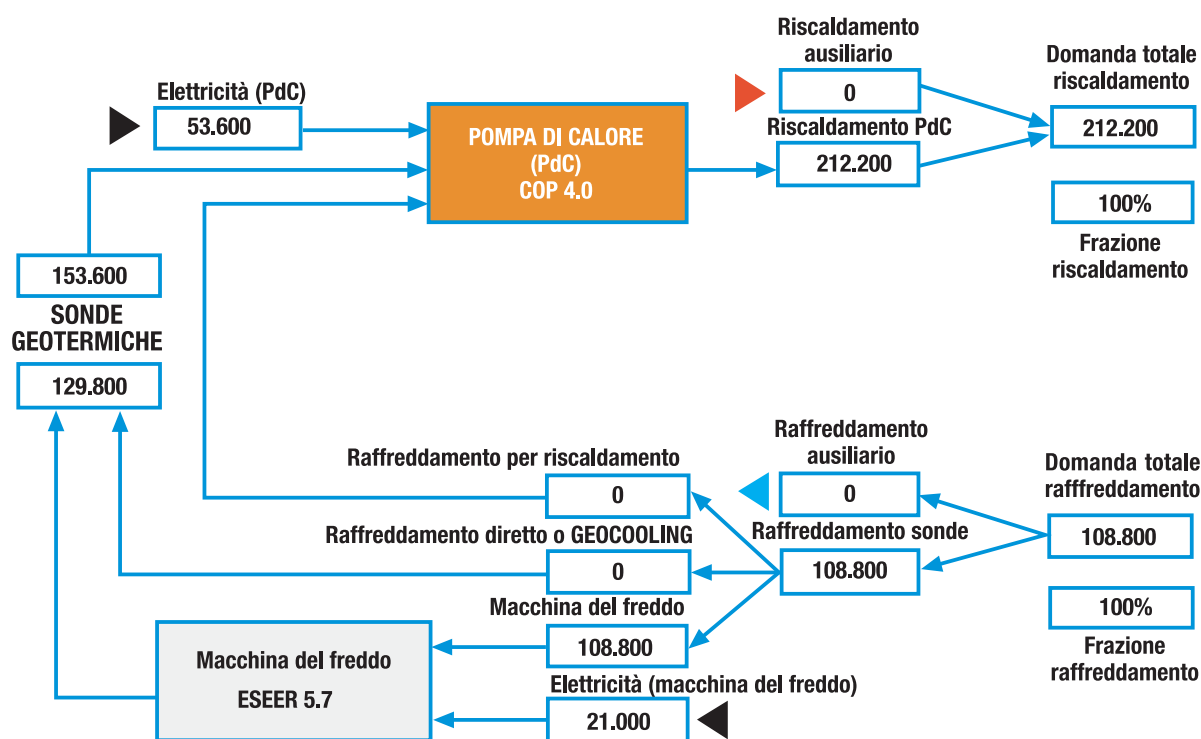 Riscaldamento
ausiliario
0
Domanda totale
riscaldamento
212.200
Elettricità (PdC)
53.600
POMPA DI CALORE
(PdC)
COP 4.0
Riscaldamento PdC
212.200
100%
Frazione
riscaldamento
153.600
SONDE
GEOTERMICHE
129.800
Raffreddamento
ausiliario
0
Domanda totale
rafffreddamento
108.800
Raffreddamento per riscaldamento
0
Raffreddamento diretto o GEOCOOLING
0
Raffreddamento sonde
108.800
100%
Frazione
raffreddamento
Macchina del freddo
108.800
Macchina del freddo
ESEER 5.7
Elettricità (macchina del freddo)
21.000